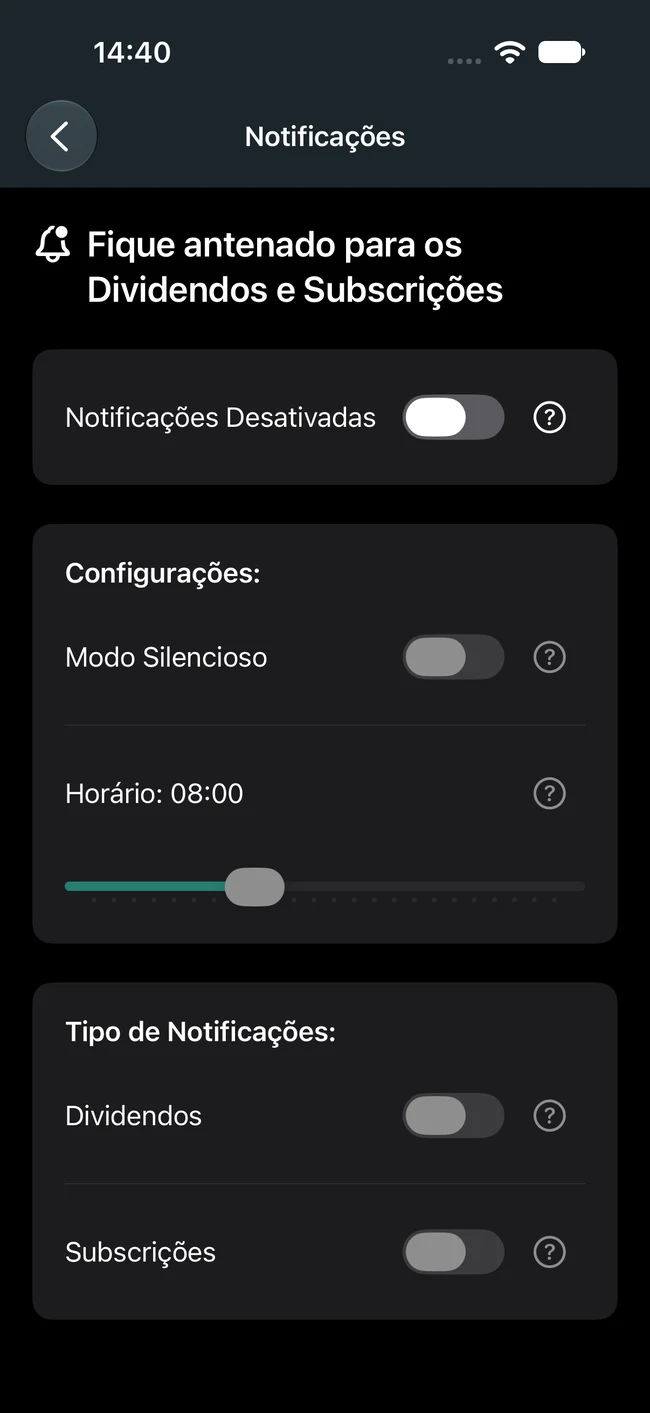 14:40
Notificações
Fique antenado para os
Dividendos e Subscrições
Notificações Desativadas ?
Configurações:
Modo Silencioso ?
Horário: 08:00 ?
Tipo de Notificações:
Dividendos ?
Subscrições ?